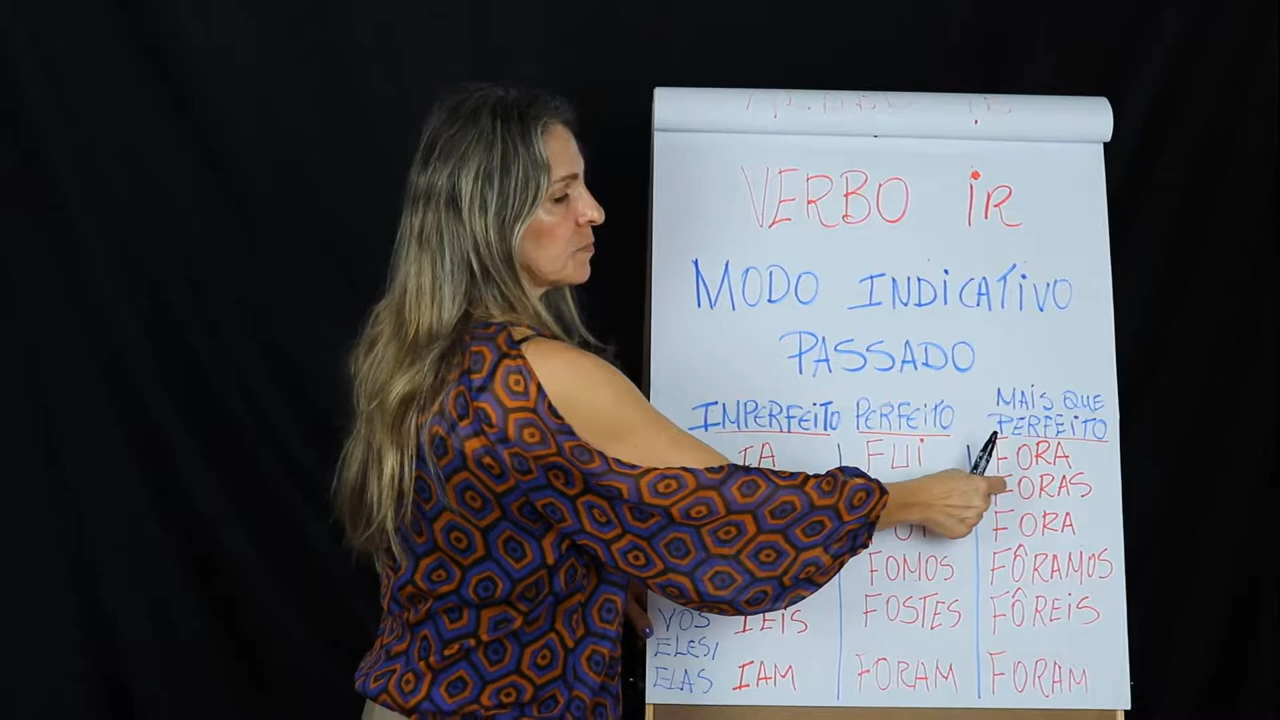 VERBO iR
MODO INDICATIVO
PASSADO
IMPERFEITO PERFEITO MAIS QUE PERFEITO
IA FUI FORA
FORAS
FORA
FOMOS FÔRAMOS
VÓS IEIS FOSTES FÔREIS
ELES/
ELAS IAM FORAM FORAM